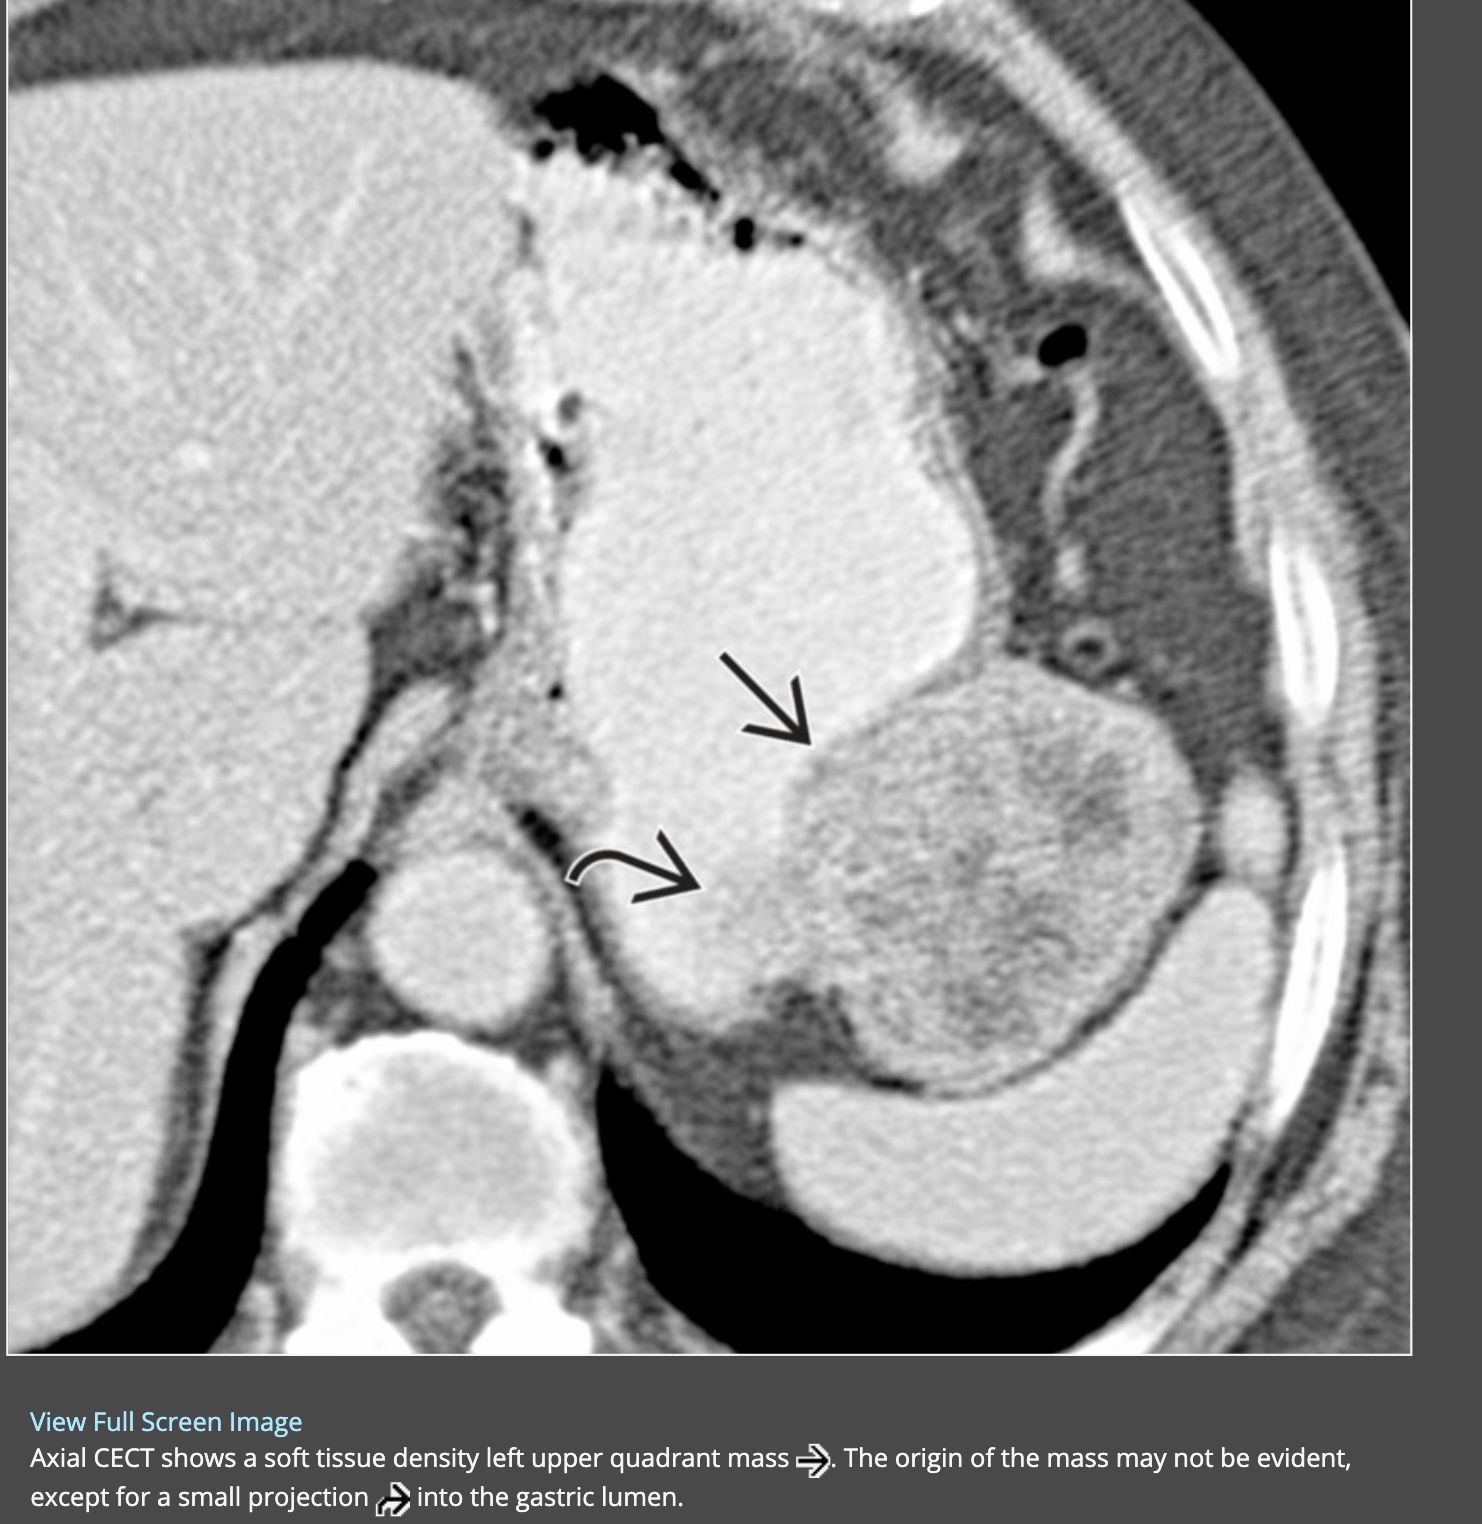 View Full Screen Image
Axial CECT shows a soft tissue density left upper quadrant mass . The origin of the mass may not be evident,
except for a small projection into the gastric lumen.